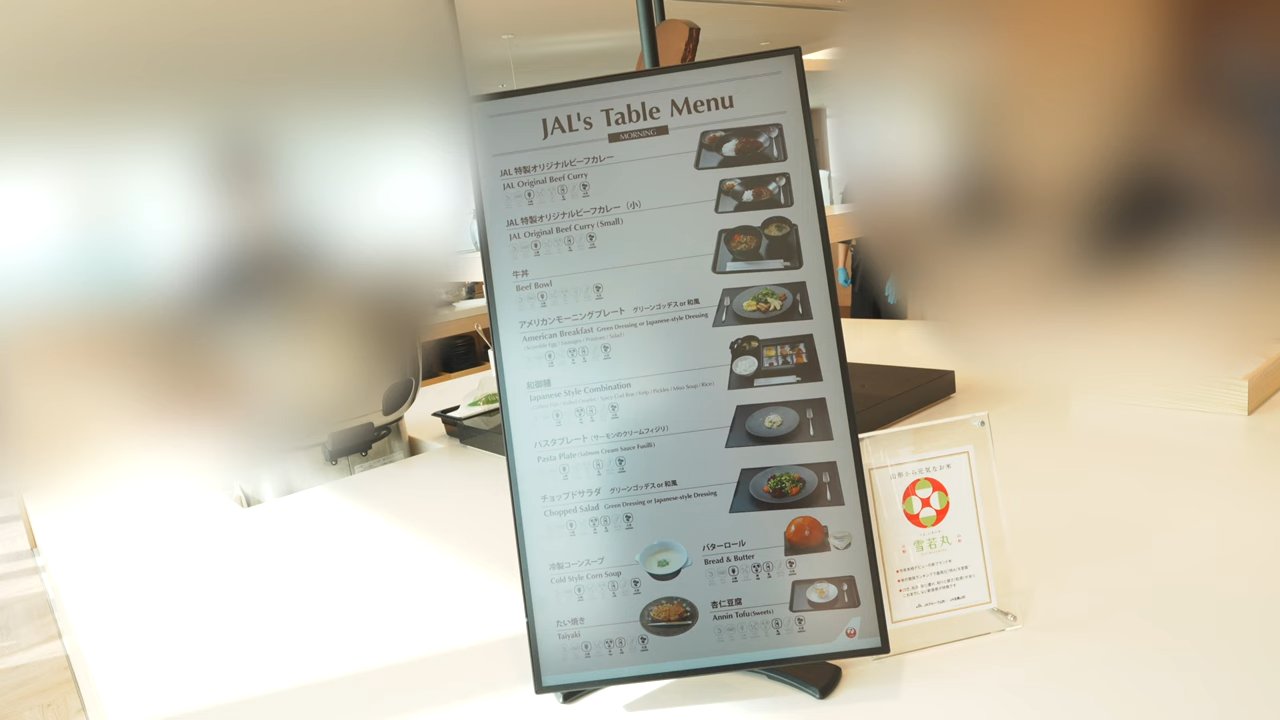 JAL's Table Menu
MORNING
JAL 特製オリジナルビーフカレー
JAL Original Beef Curry
JAL 特製オリジナルビーフカレー（小）
JAL Original Beef Curry (Small)
牛丼
Beef Bowl
アメリカンモーニングプレート グリーンゴッデス or 和風
American Breakfast Green Dressing or Japanese-style Dressing
和御膳
Japanese Style Combination
パスタプレート（サーモンのクリームフィジリ）
Pasta Plate (Salmon Cream Sauce Fusilli)
チョップドサラダ グリーンゴッデス or 和風
Chopped Salad Green Dressing or Japanese-style Dressing
冷製コーンスープ
Cold Style Corn Soup
バターロール
Bread & Butter
たい焼き
Taiyaki
杏仁豆腐
Annin Tofu (Sweets)
山形から元気なお米
雪若丸